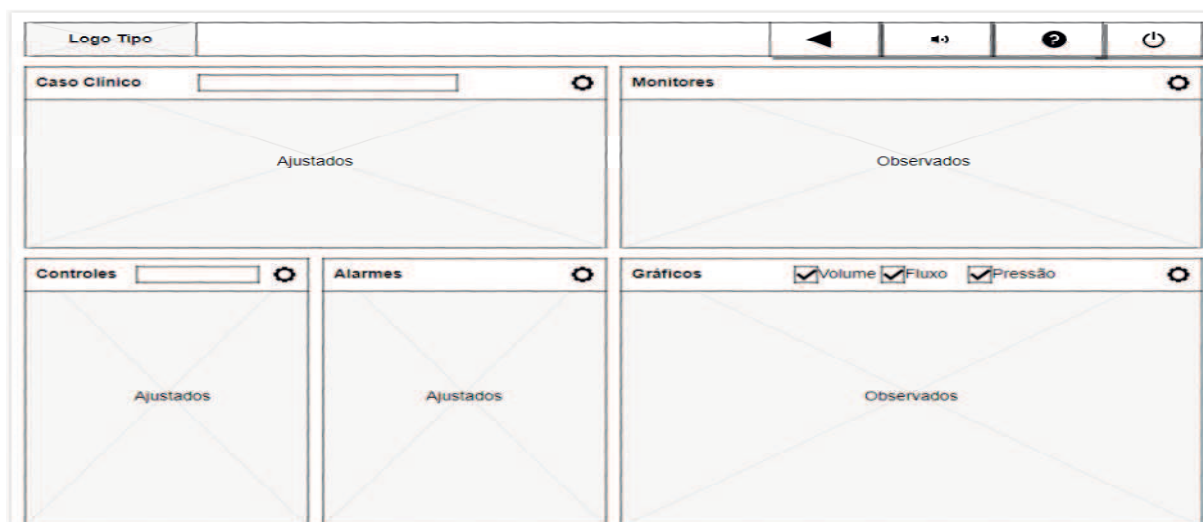 Logo Tipo
?
Caso Clínico
Monitores
Ajustados
Observados
Controles
Alarmes
Gráficos
Volume
Fluxo
Pressão
Ajustados
Ajustados
Observados